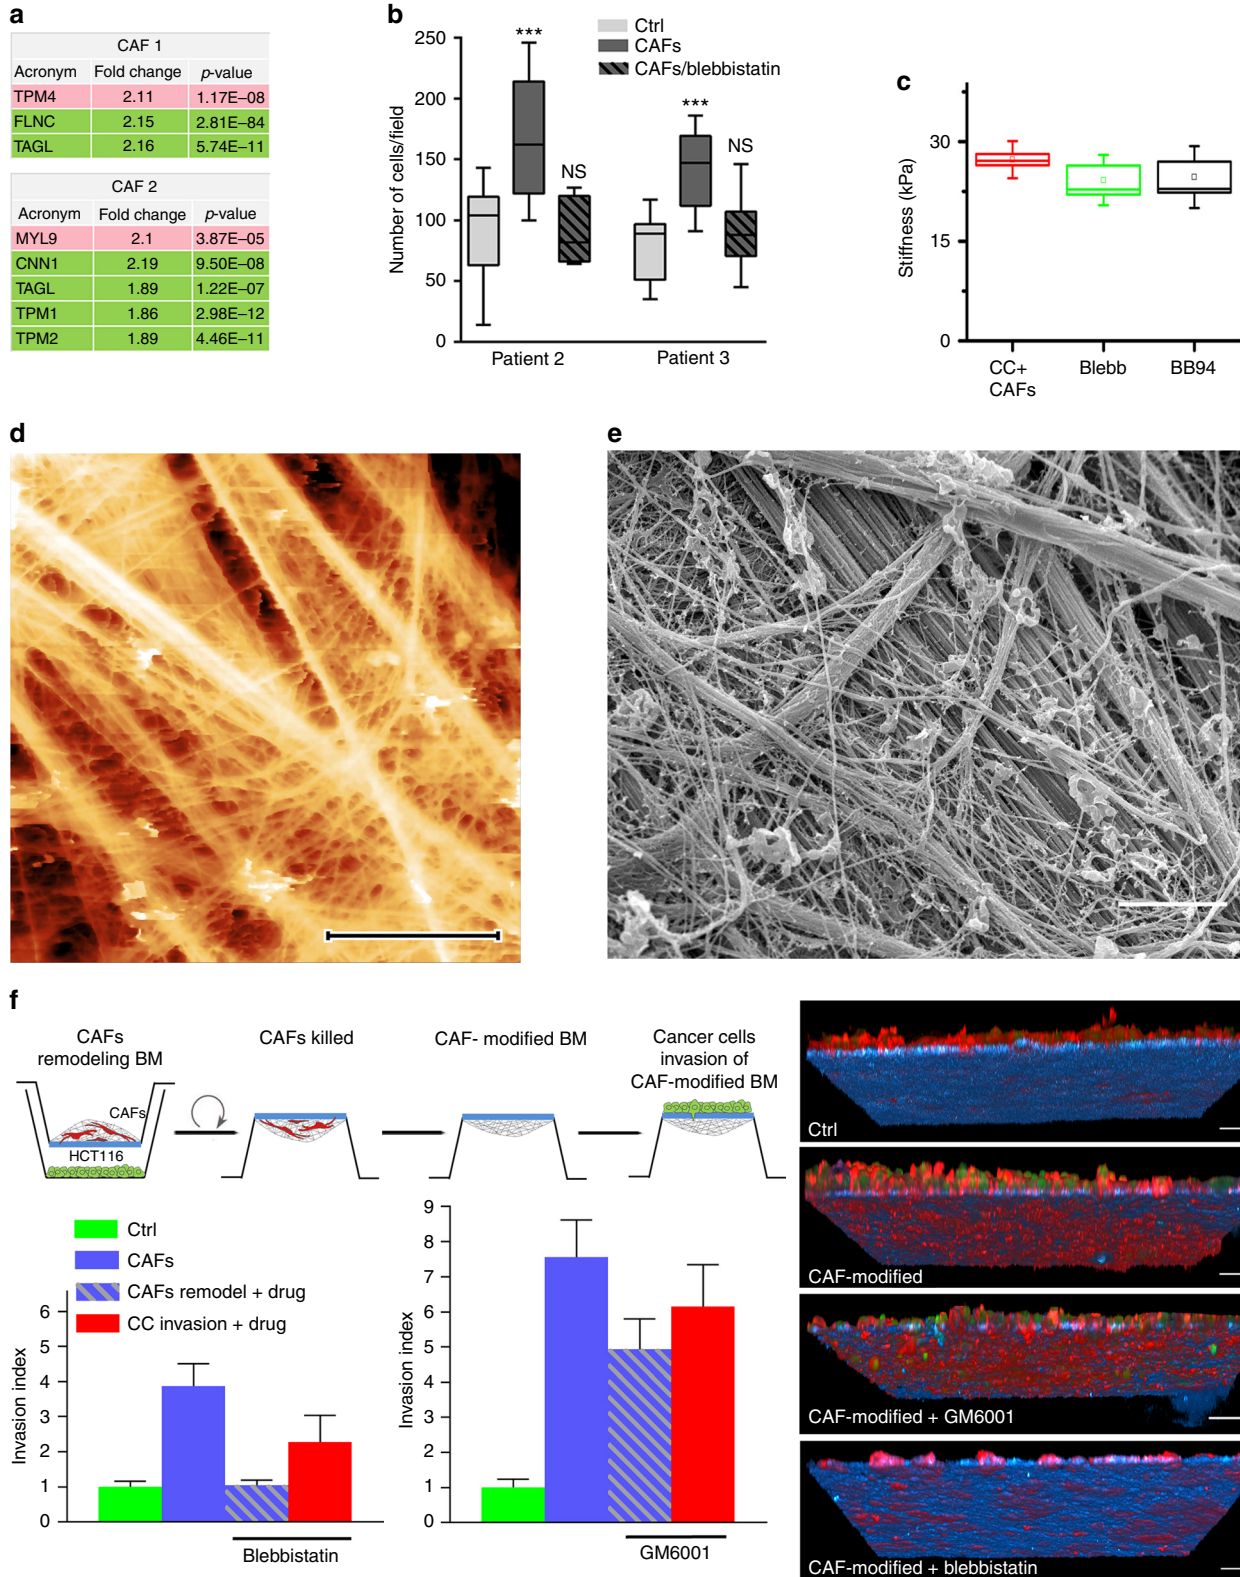 a
CAF 1
Acronym Fold change p-value
TPM4 2.11 1.17E–08
FLNC 2.15 2.81E–84
TAGL 2.16 5.74E–11
CAF 2
Acronym Fold change p-value
MYL9 2.1 3.87E–05
CNN1 2.19 9.50E–08
TAGL 1.89 1.22E–07
TPM1 1.86 2.98E–12
TPM2 1.89 4.46E–11
b
Ctrl
CAFs
CAFs/blebbistatin
Number of cells/field
250
200
150
100
50
0
***
NS
***
NS
Patient 2
Patient 3
c
Stiffness (kPa)
30
15
0
CC+
CAFs
Blebb
BB94
d
e
f
CAFs
remodeling BM
CAFs
HCT116
CAFs killed
CAF- modified BM
Cancer cells
invasion of
CAF-modified BM
Ctrl
CAFs
CAFs remodel + drug
CC invasion + drug
Invasion index
6
5
4
3
2
1
0
Blebbistatin
Invasion index
9
8
7
6
5
4
3
2
1
0
GM6001
Ctrl
CAF-modified
CAF-modified + GM6001
CAF-modified + blebbistatin